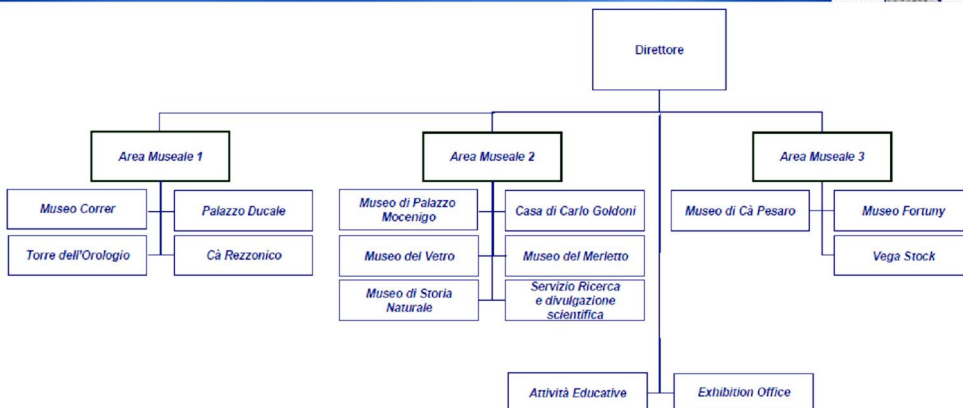 Direttore
Area Museale 1
Area Museale 2
Area Museale 3
Museo Correr
Palazzo Ducale
Museo di Palazzo
Mocenigo
Casa di Carlo Goldoni
Museo di Cà Pesaro
Museo Fortuny
Torre dell'Orologio
Cà Rezzonico
Museo del Vetro
Museo del Merletto
Vega Stock
Museo di Storia
Naturale
Servizio Ricerca
e divulgazione
scientifica
Attività Educative
Exhibition Office